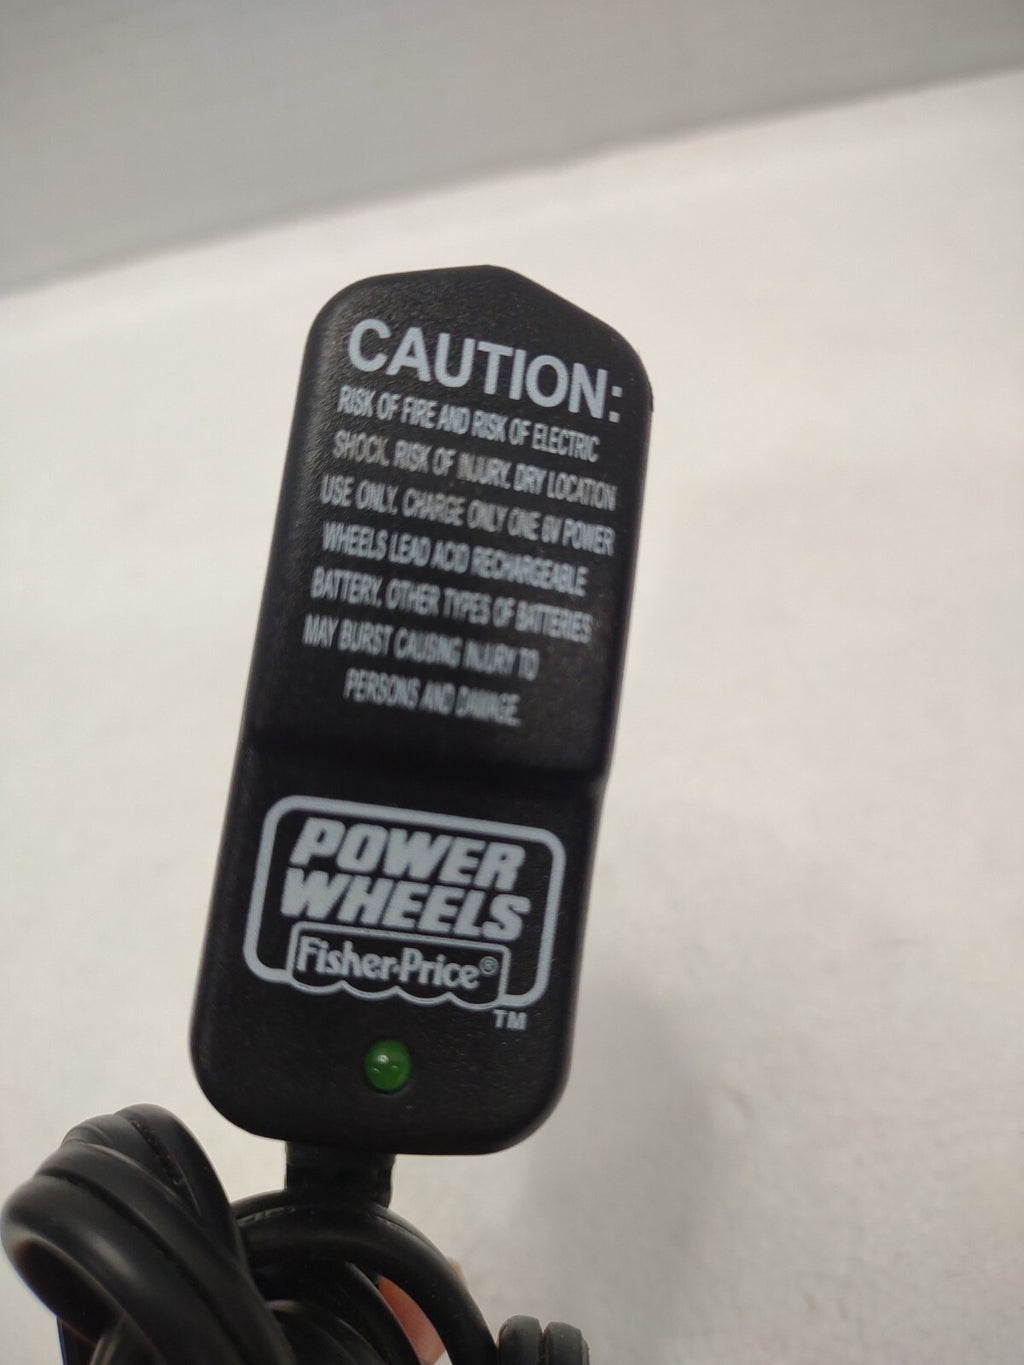 CAUTION:
RISK OF FIRE AND RISK OF ELECTRIC
SHOCK. RISK OF INJURY. DRY LOCATION
USE ONLY. CHARGE ONLY ONE 6V POWER
WHEELS LEAD ACID RECHARGEABLE
BATTERY. OTHER TYPES OF BATTERIES
MAY BURST CAUSING INJURY TO
PERSONS AND DAMAGE.
POWER
WHEELS
Fisher-Price®
TM